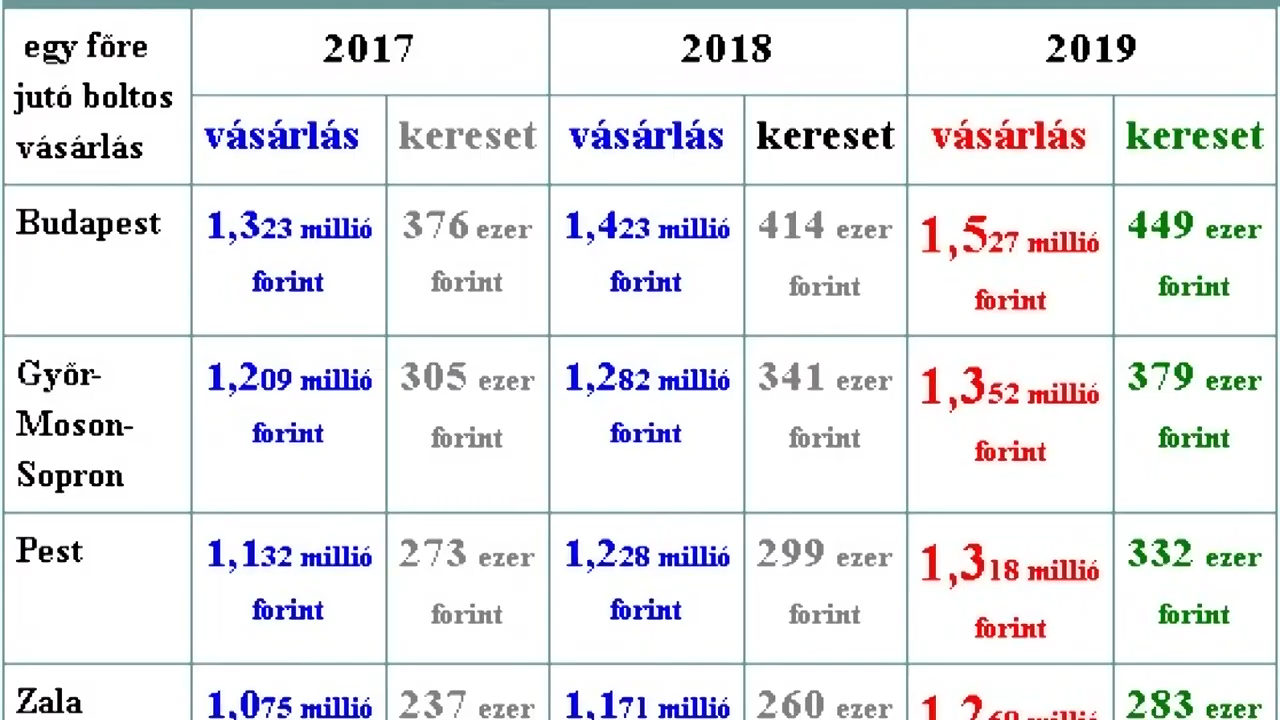 egy főre
jutó boltos
vásárlás
2017
2018
2019
vásárlás
kereset
vásárlás
kereset
vásárlás
kereset
Budapest
1,323 millió
forint
376 ezer
forint
1,423 millió
forint
414 ezer
forint
1,527 millió
forint
449 ezer
forint
Győr-
Moson-
Sopron
1,209 millió
forint
305 ezer
forint
1,282 millió
forint
341 ezer
forint
1,352 millió
forint
379 ezer
forint
Pest
1,132 millió
forint
273 ezer
forint
1,228 millió
forint
299 ezer
forint
1,318 millió
forint
332 ezer
forint
Zala
1,075 millió
237 ezer
1,171 millió
260 ezer
millió
283 ezer